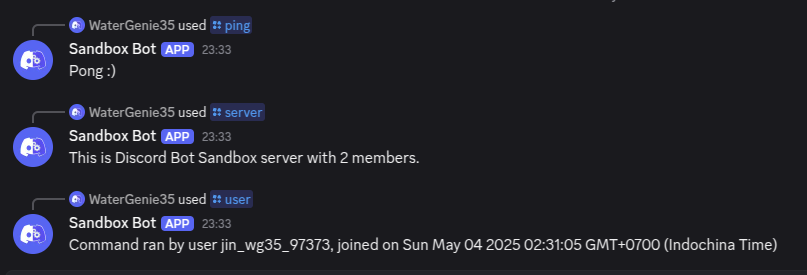 WaterGenie35 used ping
Sandbox Bot APP 23:33
Pong :)
WaterGenie35 used server
Sandbox Bot APP 23:33
This is Discord Bot Sandbox server with 2 members.
WaterGenie35 used user
Sandbox Bot APP 23:33
Command ran by user jin_wg35_97373, joined on Sun May 04 2025 02:31:05 GMT+0700 (Indochina Time)